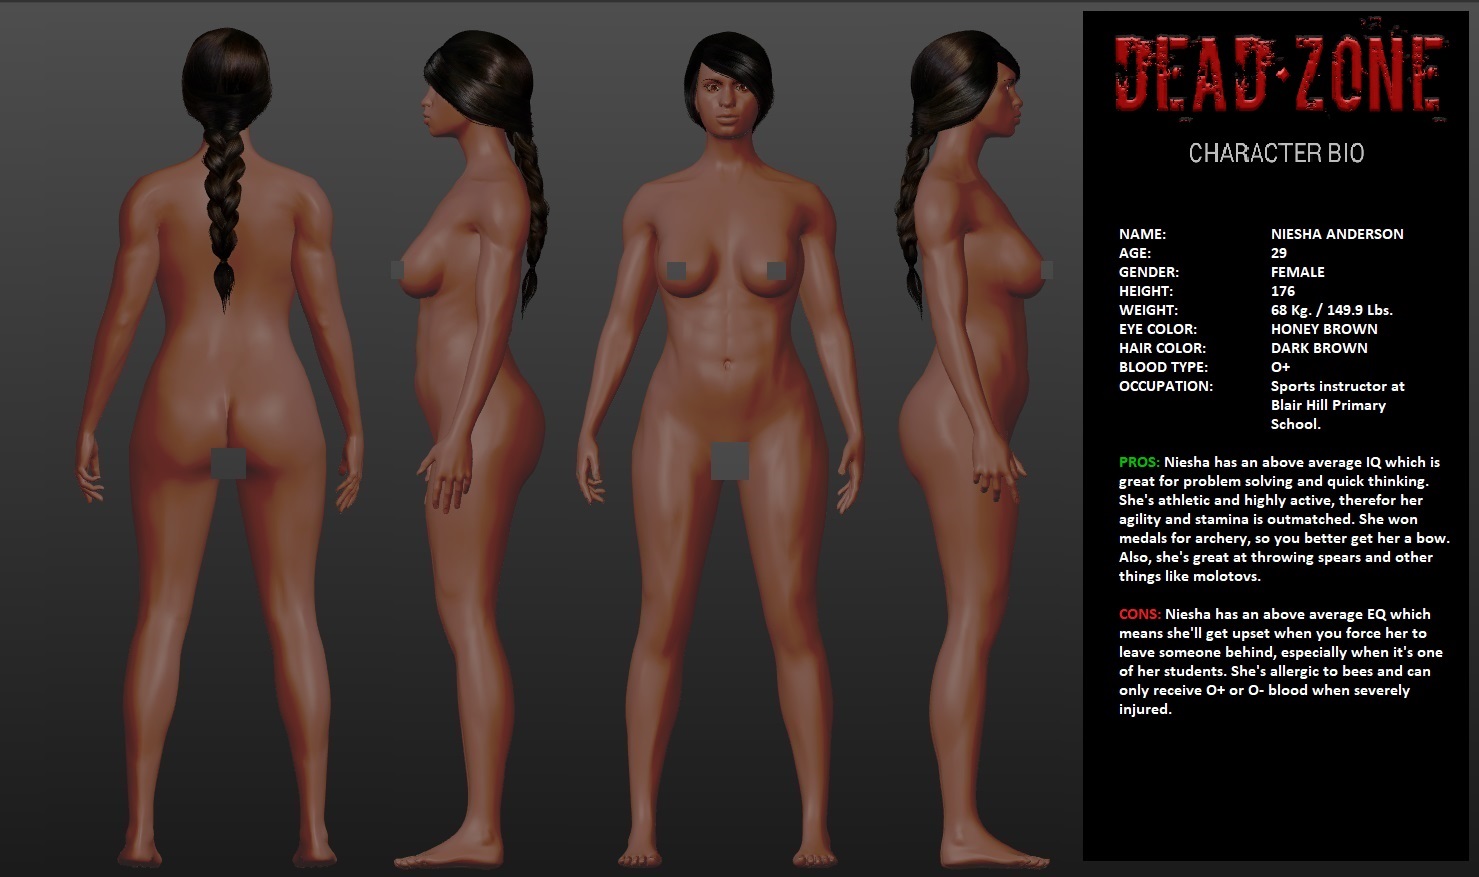 DEAD·ZONE
CHARACTER BIO
NAME: NIESHA ANDERSON
AGE: 29
GENDER: FEMALE
HEIGHT: 176
WEIGHT: 68 Kg. / 149.9 Lbs.
EYE COLOR: HONEY BROWN
HAIR COLOR: DARK BROWN
BLOOD TYPE: O+
OCCUPATION: Sports instructor at
Blair Hill Primary
School.
PROS: Niesha has an above average IQ which is
great for problem solving and quick thinking.
She's athletic and highly active, therefor her
agility and stamina is outmatched. She won
medals for archery, so you better get her a bow.
Also, she's great at throwing spears and other
things like molotovs.
CONS: Niesha has an above average EQ which
means she'll get upset when you force her to
leave someone behind, especially when it's one
of her students. She's allergic to bees and can
only receive O+ or O- blood when severely
injured.